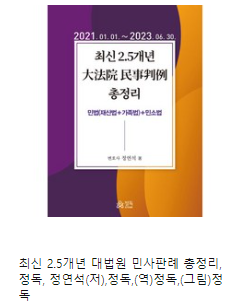 2021. 01. 01. ~ 2023. 06. 30.
최신 2.5개년
大法院 民事判例
총정리
민법(재산법+가족법)+민소법
변호사 정연석 著
최신 2.5개년 대법원 민사판례 총정리,
정독, 정연석(저),정독,(역)정독,(그림)정
독